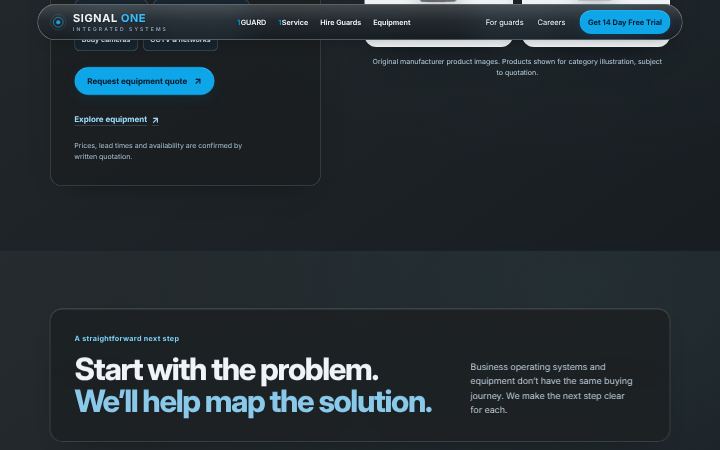 SIGNAL ONE
INTEGRATED SYSTEMS
1GUARD 1Service Hire Guards Equipment For guards Careers Get 14 Day Free Trial
Body cameras CCTV & networks
Request equipment quote
Explore equipment
Prices, lead times and availability are confirmed by
written quotation.
Original manufacturer product images. Products shown for category illustration, subject
to quotation.
A straightforward next step
Start with the problem.
We’ll help map the solution.
Business operating systems and
equipment don’t have the same buying
journey. We make the next step clear
for each.